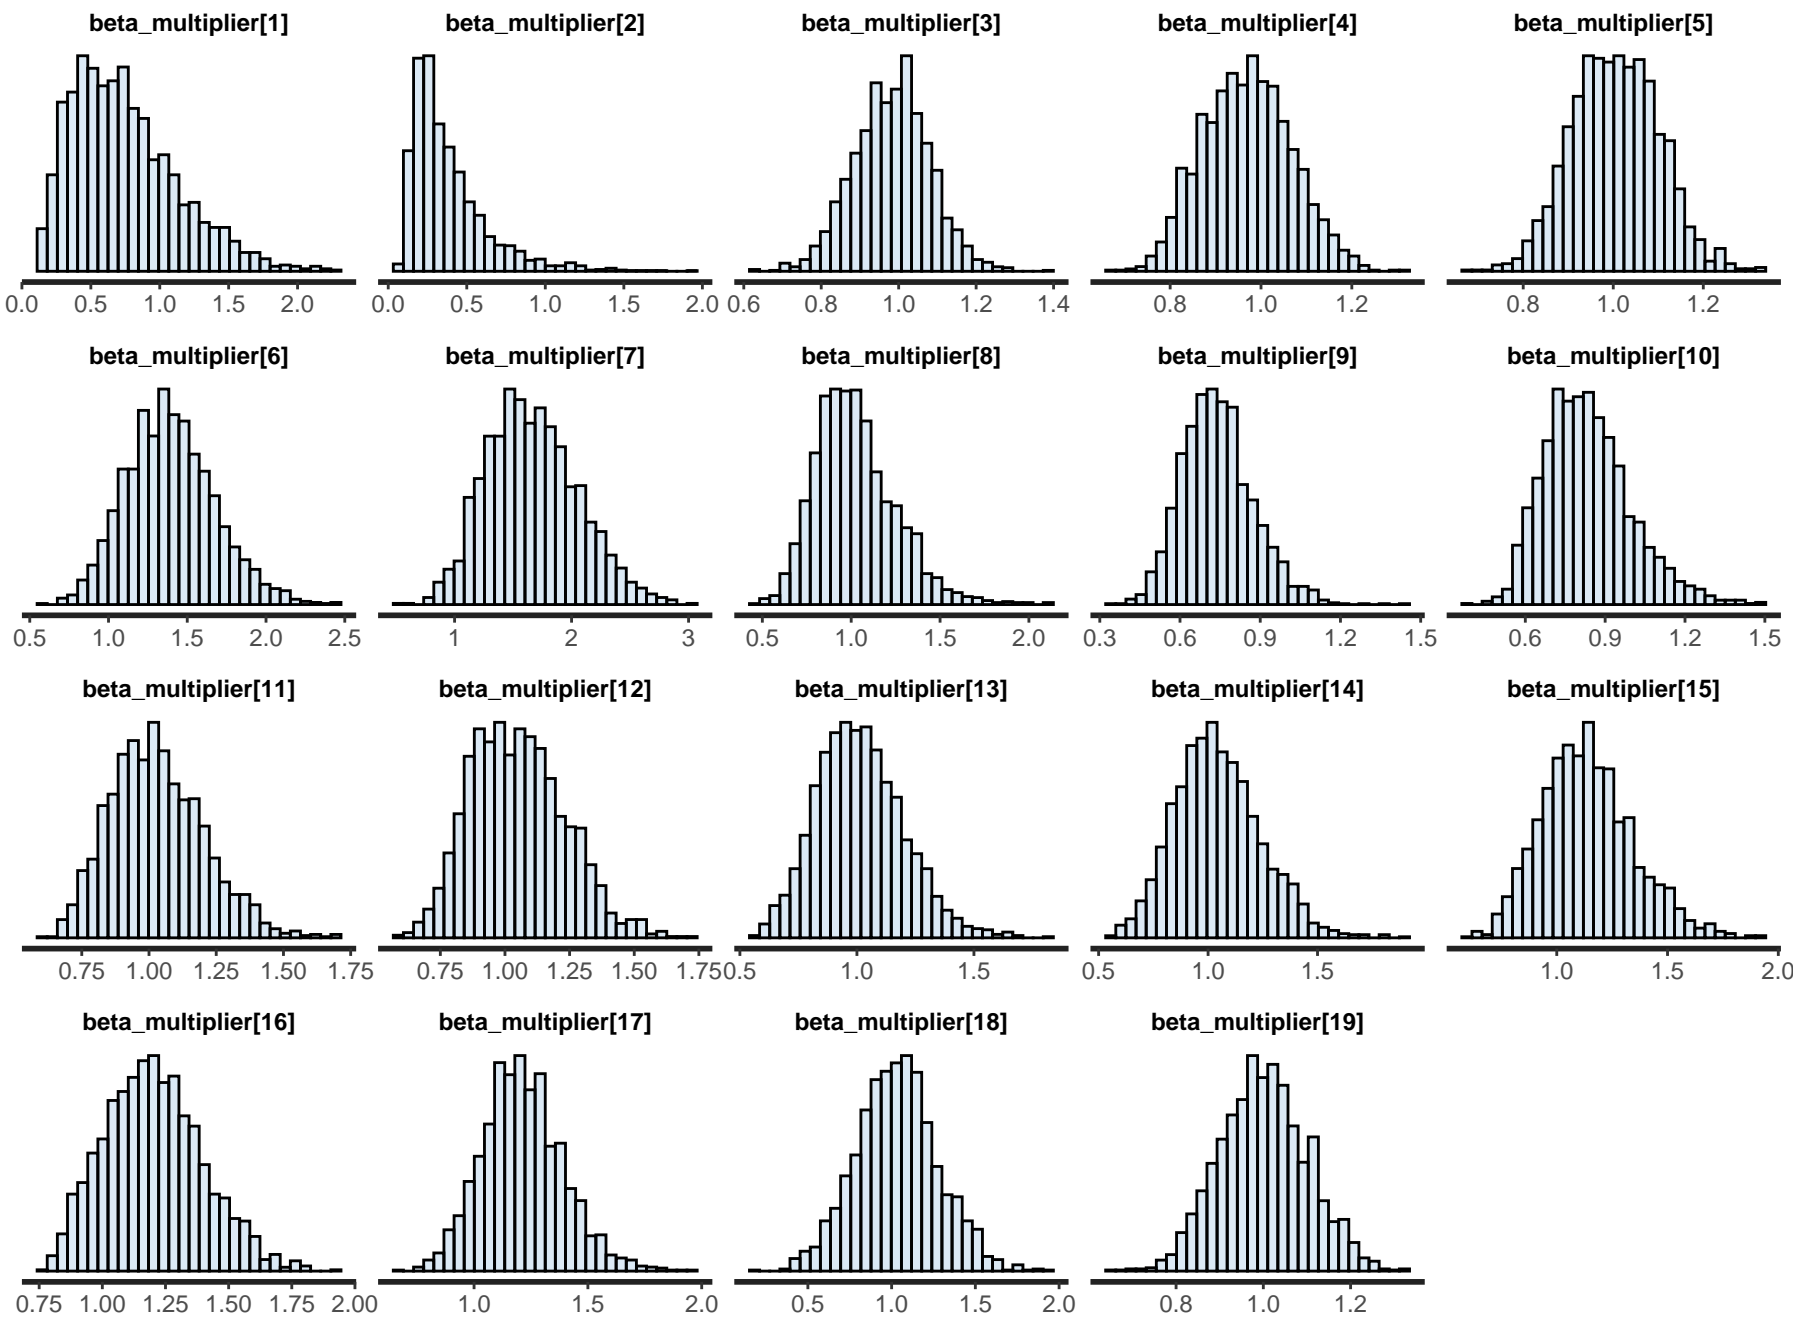 beta_multiplier[1] beta_multiplier[2] beta_multiplier[3] beta_multiplier[4] beta_multiplier[5]
0.0 0.5 1.0 1.5 2.0 0.0 0.5 1.0 1.5 2.0 0.6 0.8 1.0 1.2 1.4 0.8 1.0 1.2 0.8 1.0 1.2
beta_multiplier[6] beta_multiplier[7] beta_multiplier[8] beta_multiplier[9] beta_multiplier[10]
0.5 1.0 1.5 2.0 2.5 1 2 3 0.5 1.0 1.5 2.0 0.3 0.6 0.9 1.2 1.5 0.6 0.9 1.2 1.5
beta_multiplier[11] beta_multiplier[12] beta_multiplier[13] beta_multiplier[14] beta_multiplier[15]
0.75 1.00 1.25 1.50 1.75 0.75 1.00 1.25 1.50 1.75 0.5 1.0 1.5 0.5 1.0 1.5 1.0 1.5 2.0
beta_multiplier[16] beta_multiplier[17] beta_multiplier[18] beta_multiplier[19]
0.75 1.00 1.25 1.50 1.75 2.00 1.0 1.5 2.0 0.5 1.0 1.5 2.0 0.8 1.0 1.2